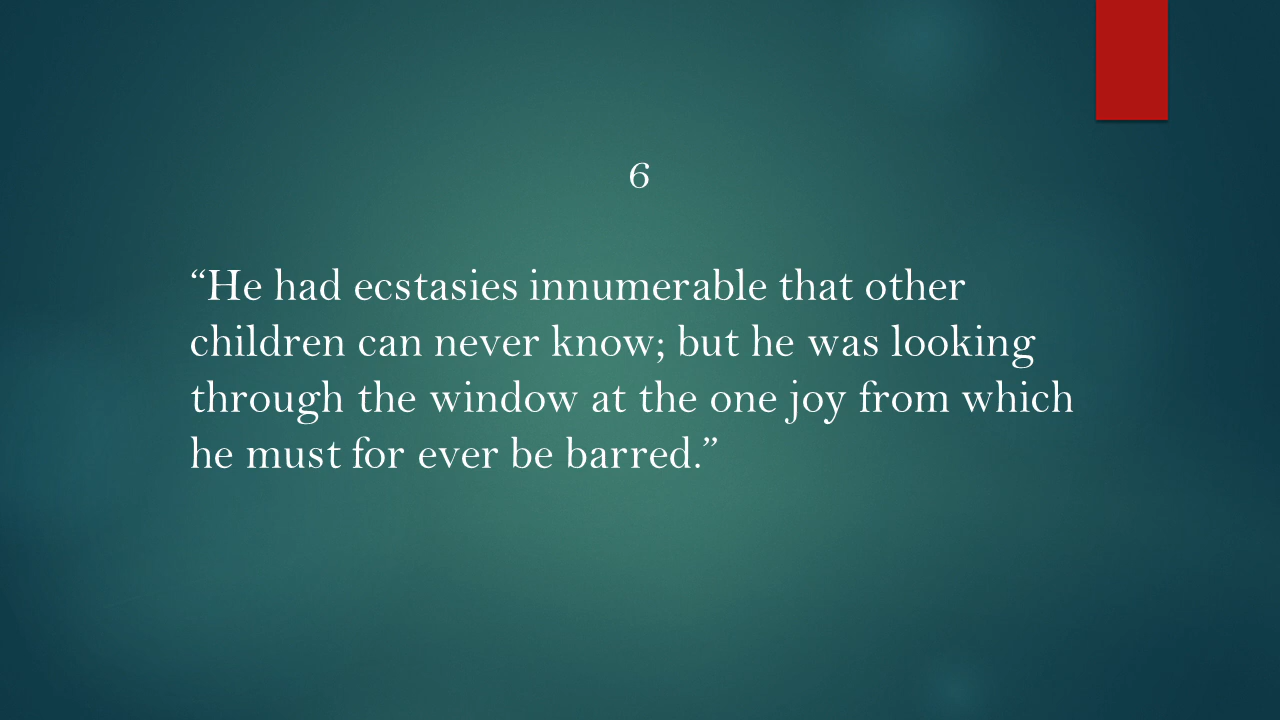 6
“He had ecstasies innumerable that other
children can never know; but he was looking
through the window at the one joy from which
he must for ever be barred.”